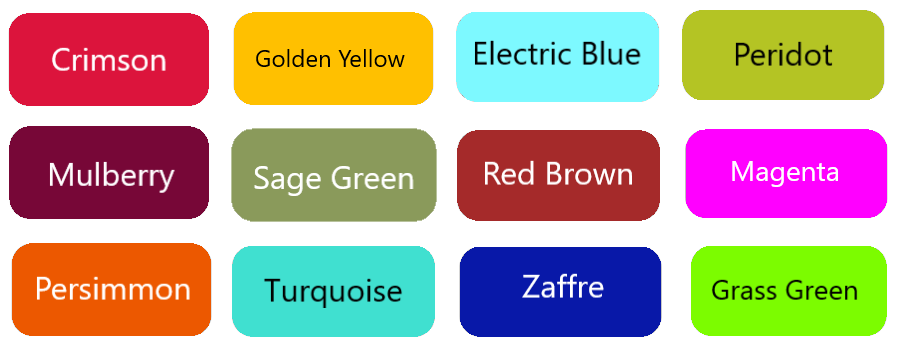 Crimson
Golden Yellow
Electric Blue
Peridot
Mulberry
Sage Green
Red Brown
Magenta
Persimmon
Turquoise
Zaffre
Grass Green